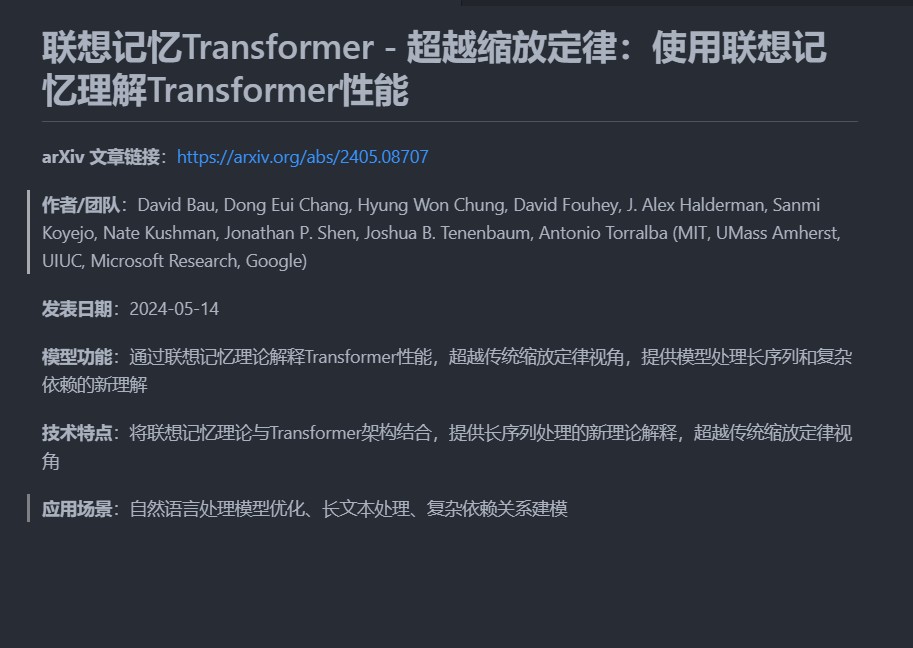 联想记忆Transformer - 超越缩放定律：使用联想记
忆理解Transformer性能
arXiv 文章链接：https://arxiv.org/abs/2405.08707
作者/团队：David Bau, Dong Eui Chang, Hyung Won Chung, David Fouhey, J. Alex Halderman, Sanmi
Koyejo, Nate Kushman, Jonathan P. Shen, Joshua B. Tenenbaum, Antonio Torralba (MIT, UMass Amherst,
UIUC, Microsoft Research, Google)
发表日期：2024-05-14
模型功能：通过联想记忆理论解释Transformer性能，超越传统缩放定律视角，提供模型处理长序列和复杂
依赖的新理解
技术特点：将联想记忆理论与Transformer架构结合，提供长序列处理的新理论解释，超越传统缩放定律视
角
应用场景：自然语言处理模型优化、长文本处理、复杂依赖关系建模